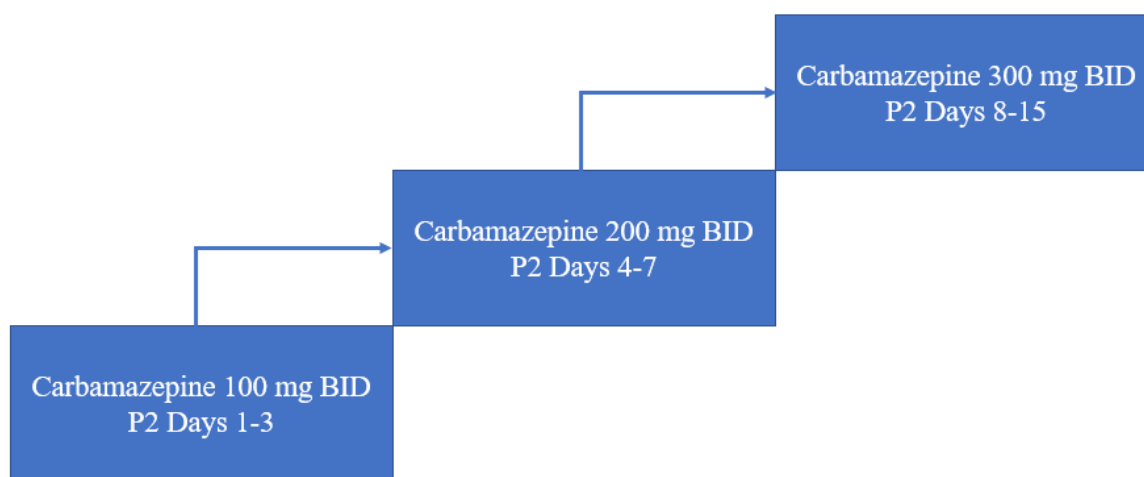 Carbamazepine 300 mg BID
P2 Days 8-15
Carbamazepine 200 mg BID
P2 Days 4-7
Carbamazepine 100 mg BID
P2 Days 1-3